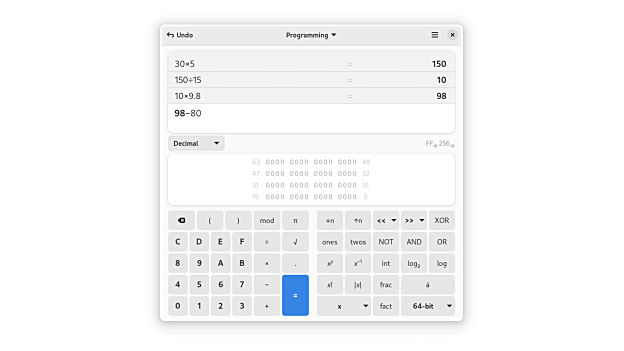 Undo Programming
30×5 = 150
150÷15 = 10
10×9.8 = 98
98−80
Decimal FF₁₆ 256₁₀
63 0000 0000 0000 0000 48
47 0000 0000 0000 0000 32
31 0000 0000 0000 0000 16
15 0000 0000 0000 0000 0
( ) mod π ÷n ↑n << >> XOR
C D E F ÷ √ ones twos NOT AND OR
8 9 A B × . xʸ x⁻¹ int log₂ log
4 5 6 7 − = x! |x| frac á
0 1 2 3 + x fact 64-bit